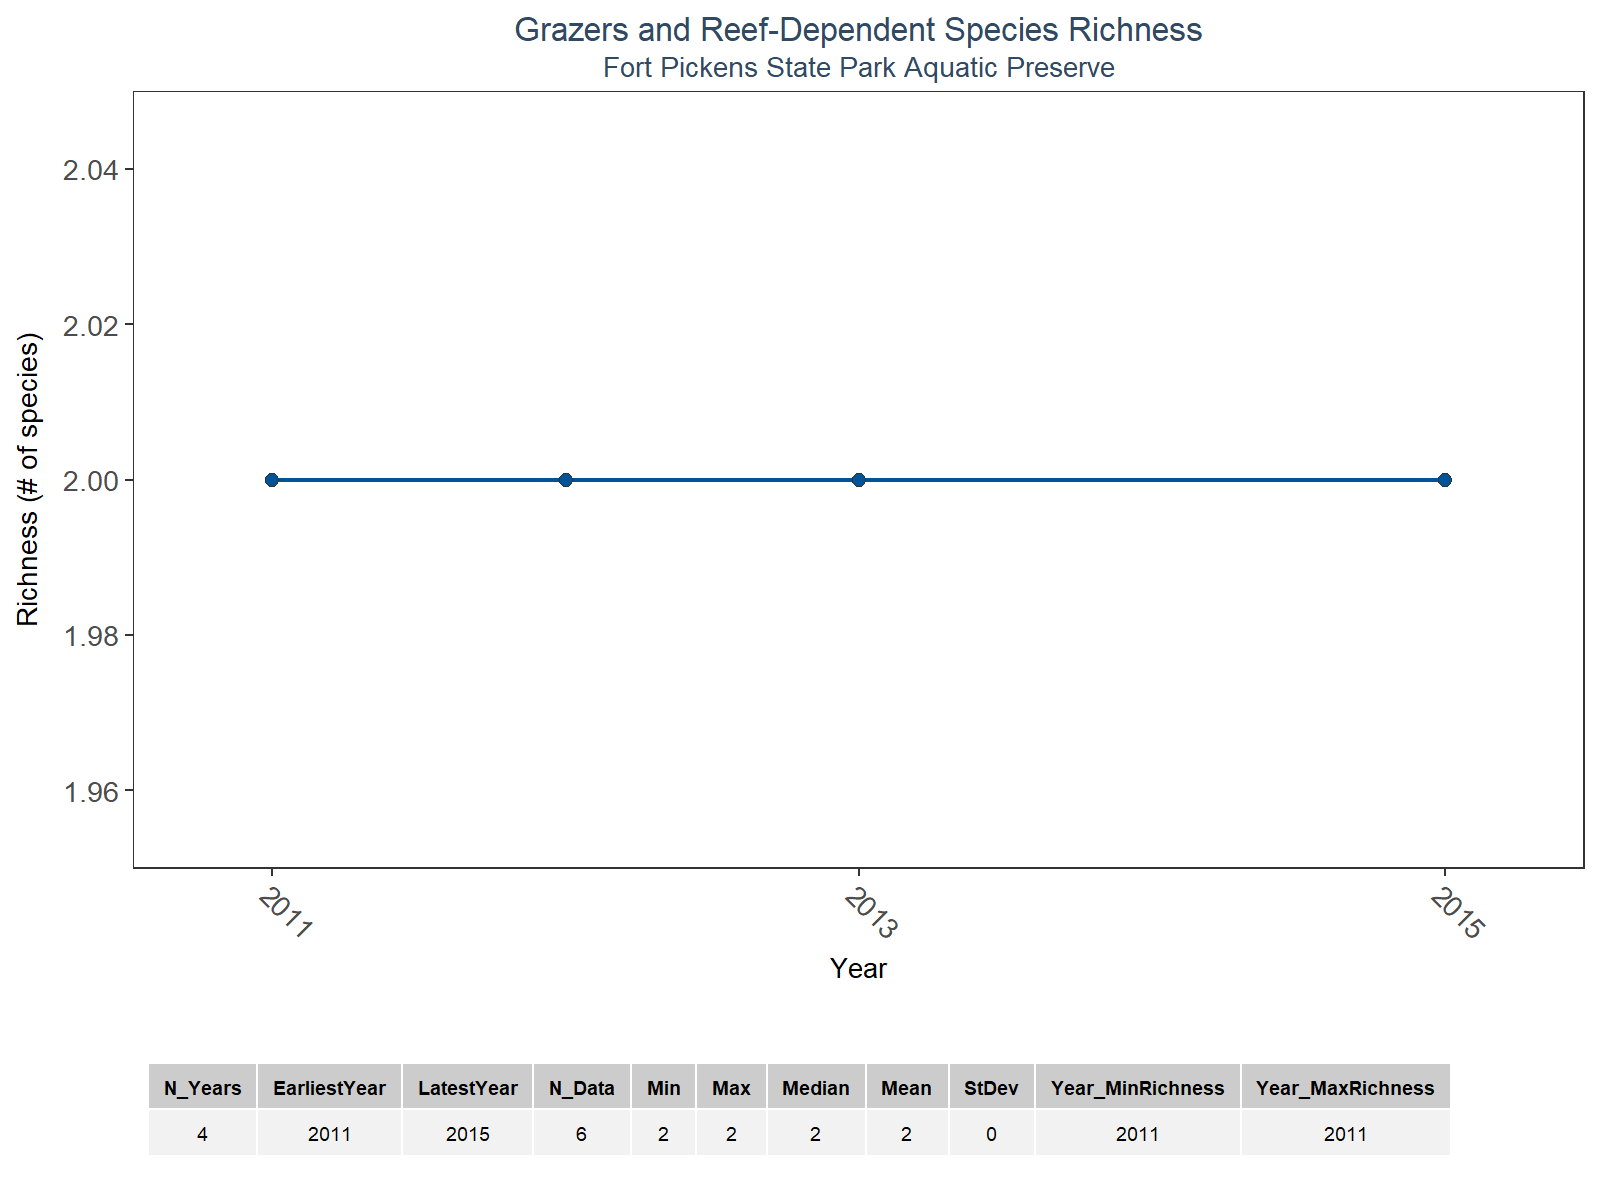 Grazers and Reef-Dependent Species Richness
Fort Pickens State Park Aquatic Preserve
Richness (# of species)
2.04
2.02
2.00
1.98
1.96
2011 2013 2015
Year
N_Years EarliestYear LatestYear N_Data Min Max Median Mean StDev Year_MinRichness Year_MaxRichness
4 2011 2015 6 2 2 2 2 0 2011 2011